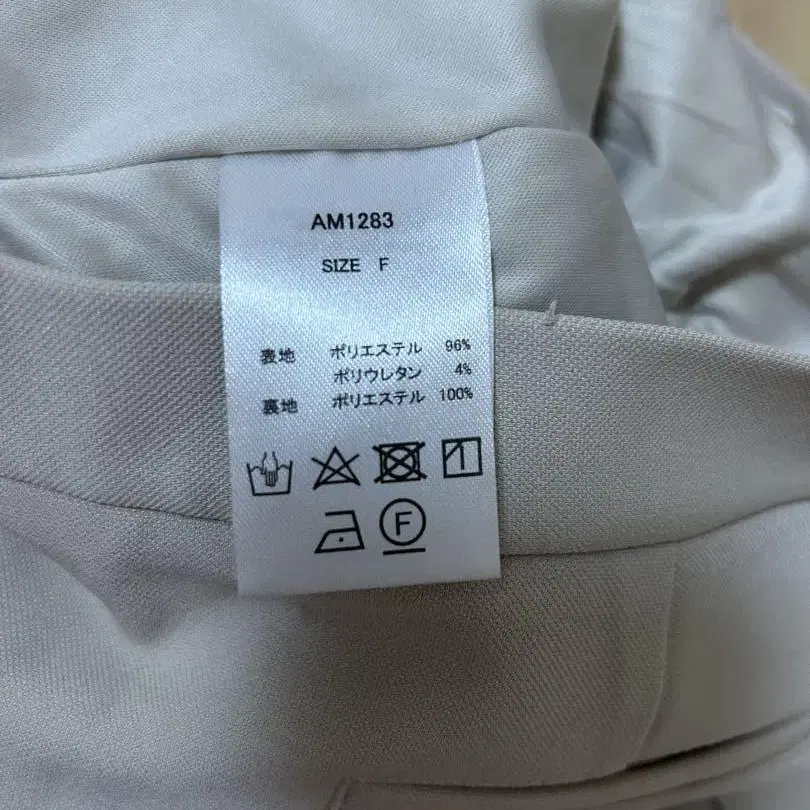 AM1283
SIZE F
表地 ポリエステル 96%
ポリウレタン 4%
裏地 ポリエステル 100%
F